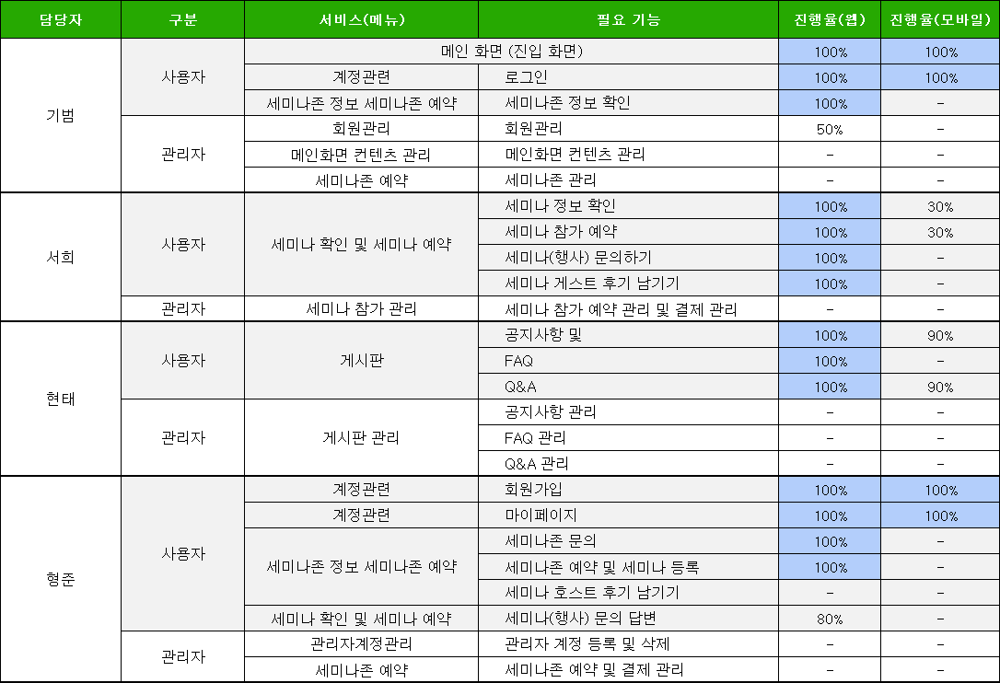 담당자 구분 서비스(메뉴) 필요 기능 진행율(웹) 진행율(모바일)
메인 화면 (진입 화면) 100% 100%
사용자 계정관련 로그인 100% 100%
세미나존 정보 세미나존 예약 세미나존 정보 확인 100% –
기범
회원관리 회원관리 50% –
관리자 메인화면 컨텐츠 관리 메인화면 컨텐츠 관리 – –
세미나존 예약 세미나존 관리 – –
세미나 정보 확인 100% 30%
세미나 참가 예약 100% 30%
서희 사용자 세미나 확인 및 세미나 예약
세미나(행사) 문의하기 100% –
세미나 게스트 후기 남기기 100% –
관리자 세미나 참가 관리 세미나 참가 예약 관리 및 결제 관리 – –
공지사항 및 100% 90%
사용자 게시판 FAQ 100% –
Q&A 100% 90%
현태
공지사항 관리 – –
관리자 게시판 관리 FAQ 관리 – –
Q&A 관리 – –
계정관련 회원가입 100% 100%
계정관련 마이페이지 100% 100%
세미나존 문의 100% –
사용자
세미나존 정보 세미나존 예약 세미나존 예약 및 세미나 등록 100% –
형준
세미나 호스트 후기 남기기 – –
세미나 확인 및 세미나 예약 세미나(행사) 문의 답변 80% –
관리자계정관리 관리자 계정 등록 및 삭제 – –
관리자
세미나존 예약 세미나존 예약 및 결제 관리 – –